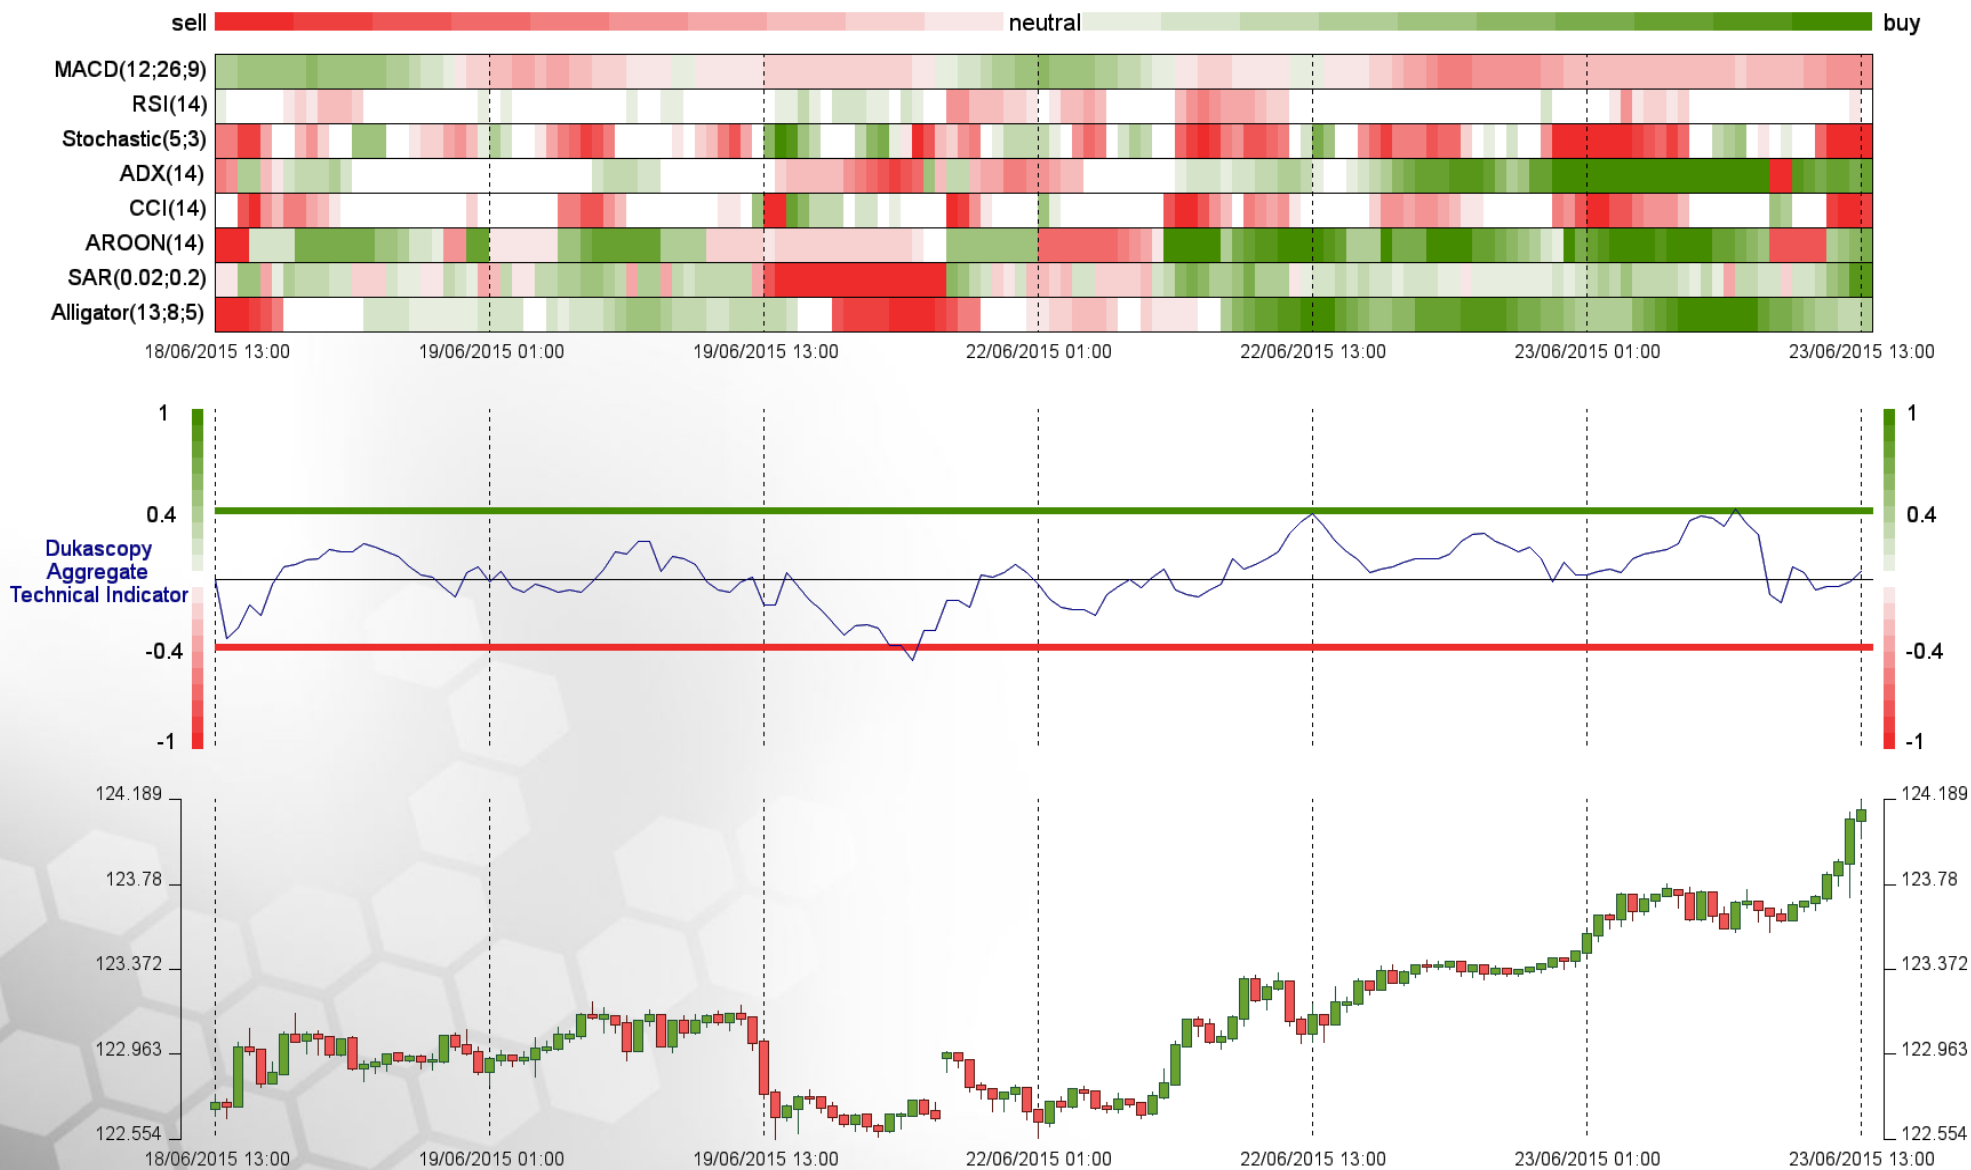 sell neutral buy
MACD(12;26;9)
RSI(14)
Stochastic(5;3)
ADX(14)
CCI(14)
AROON(14)
SAR(0.02;0.2)
Alligator(13;8;5)
18/06/2015 13:00 19/06/2015 01:00 19/06/2015 13:00 22/06/2015 01:00 22/06/2015 13:00 23/06/2015 01:00 23/06/2015 13:00
1 1
0.4 0.4
Dukascopy
Aggregate
Technical Indicator
-0.4 -0.4
-1 -1
124.189 124.189
123.78 123.78
123.372 123.372
122.963 122.963
122.554 122.554
18/06/2015 13:00 19/06/2015 01:00 19/06/2015 13:00 22/06/2015 01:00 22/06/2015 13:00 23/06/2015 01:00 23/06/2015 13:00